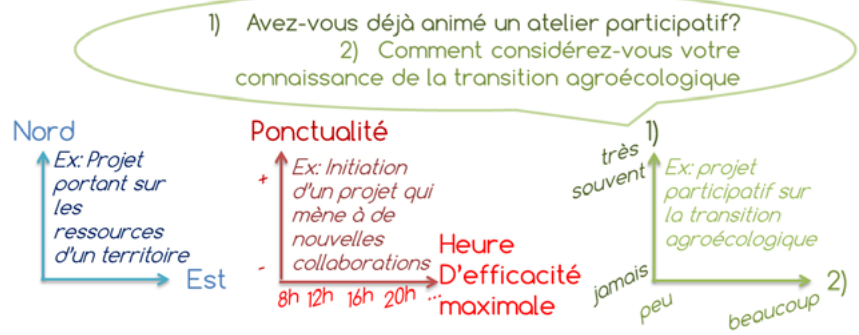 1) Avez-vous déjà animé un atelier participatif?
2) Comment considérez-vous votre
connaissance de la transition agroécologique
Nord
Ex: Projet
portant sur
les
ressources
d'un territoire
Est
Ponctualité
+
Ex: Initiation
d'un projet qui
mène à de
nouvelles
collaborations
-
8h 12h 16h 20h ...
Heure
D'efficacité
maximale
1)
très
souvent
Ex: projet
participatif sur
la transition
agroécologique
jamais
peu
beaucoup
2)